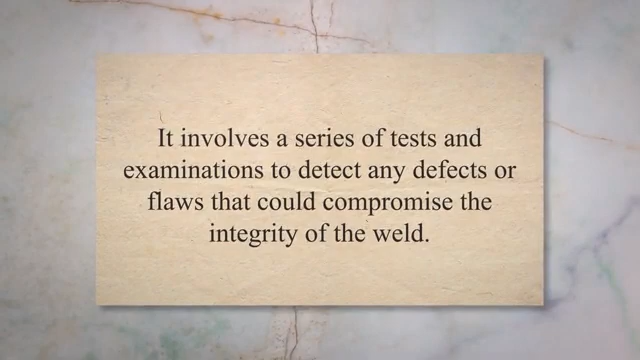 It involves a series of tests and
examinations to detect any defects or
flaws that could compromise the
integrity of the weld.